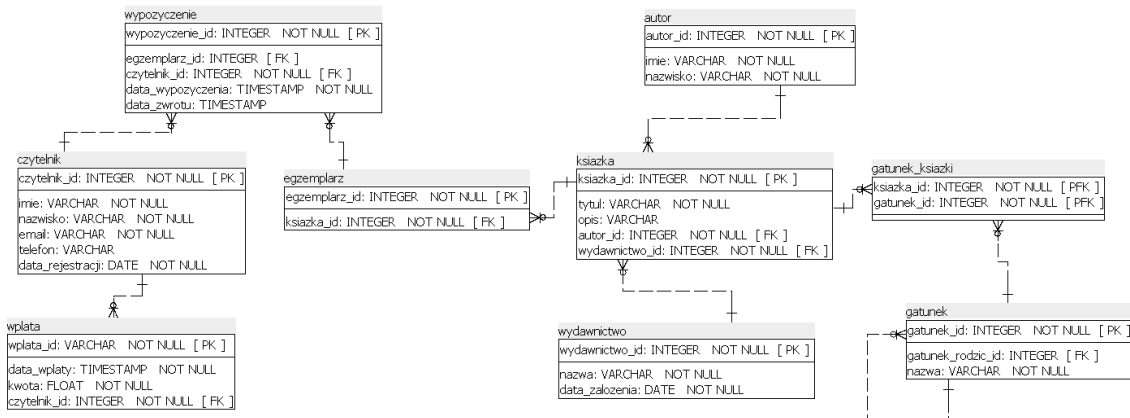 wypozyczenie
wypozyczenie_id: INTEGER NOT NULL [ PK ]
egzemplarz_id: INTEGER [ FK ]
czytelnik_id: INTEGER NOT NULL [ FK ]
data_wypozyczenia: TIMESTAMP NOT NULL
data_zwrotu: TIMESTAMP
autor
autor_id: INTEGER NOT NULL [ PK ]
imie: VARCHAR NOT NULL
nazwisko: VARCHAR NOT NULL
czytelnik
czytelnik_id: INTEGER NOT NULL [ PK ]
imie: VARCHAR NOT NULL
nazwisko: VARCHAR NOT NULL
email: VARCHAR NOT NULL
telefon: VARCHAR
data_rejestracji: DATE NOT NULL
egzemplarz
egzemplarz_id: INTEGER NOT NULL [ PK ]
ksiazka_id: INTEGER NOT NULL [ FK ]
ksiazka
ksiazka_id: INTEGER NOT NULL [ PK ]
tytul: VARCHAR NOT NULL
opis: VARCHAR
autor_id: INTEGER NOT NULL [ FK ]
wydawnictwo_id: INTEGER NOT NULL [ FK ]
gatunek_ksiazki
ksiazka_id: INTEGER NOT NULL [ PFK ]
gatunek_id: INTEGER NOT NULL [ PFK ]
wplata
wplata_id: VARCHAR NOT NULL [ PK ]
data_wplaty: TIMESTAMP NOT NULL
kwota: FLOAT NOT NULL
czytelnik_id: INTEGER NOT NULL [ FK ]
wydawnictwo
wydawnictwo_id: INTEGER NOT NULL [ PK ]
nazwa: VARCHAR NOT NULL
data_zalozenia: DATE NOT NULL
gatunek
gatunek_id: INTEGER NOT NULL [ PK ]
gatunek_rodzic_id: INTEGER [ FK ]
nazwa: VARCHAR NOT NULL